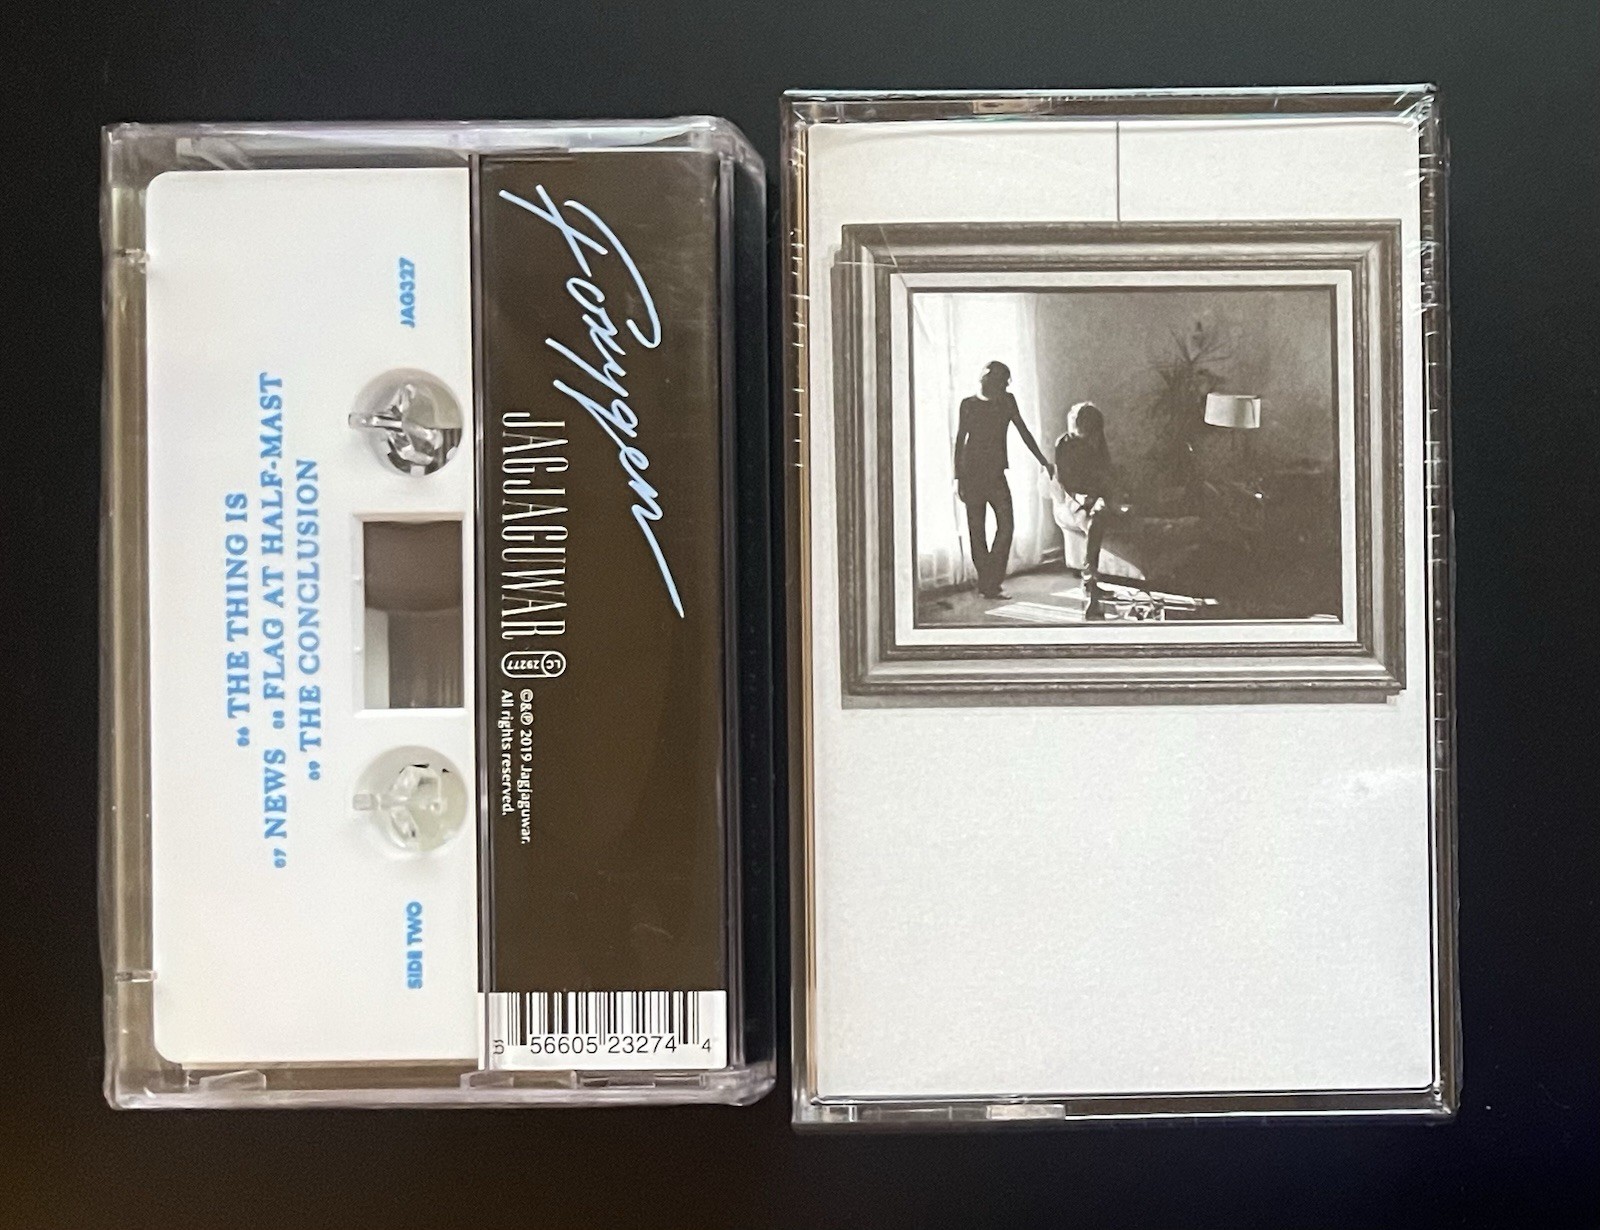 JAG327
06 THE THING IS
07 NEWS 08 FLAG AT HALF-MAST
09 THE CONCLUSION
SIDE TWO
Foxygen
JAGJAGUWAR
LC 29277
©&℗ 2019 Jagjaguwar.
All rights reserved.
6 56605 23274 4